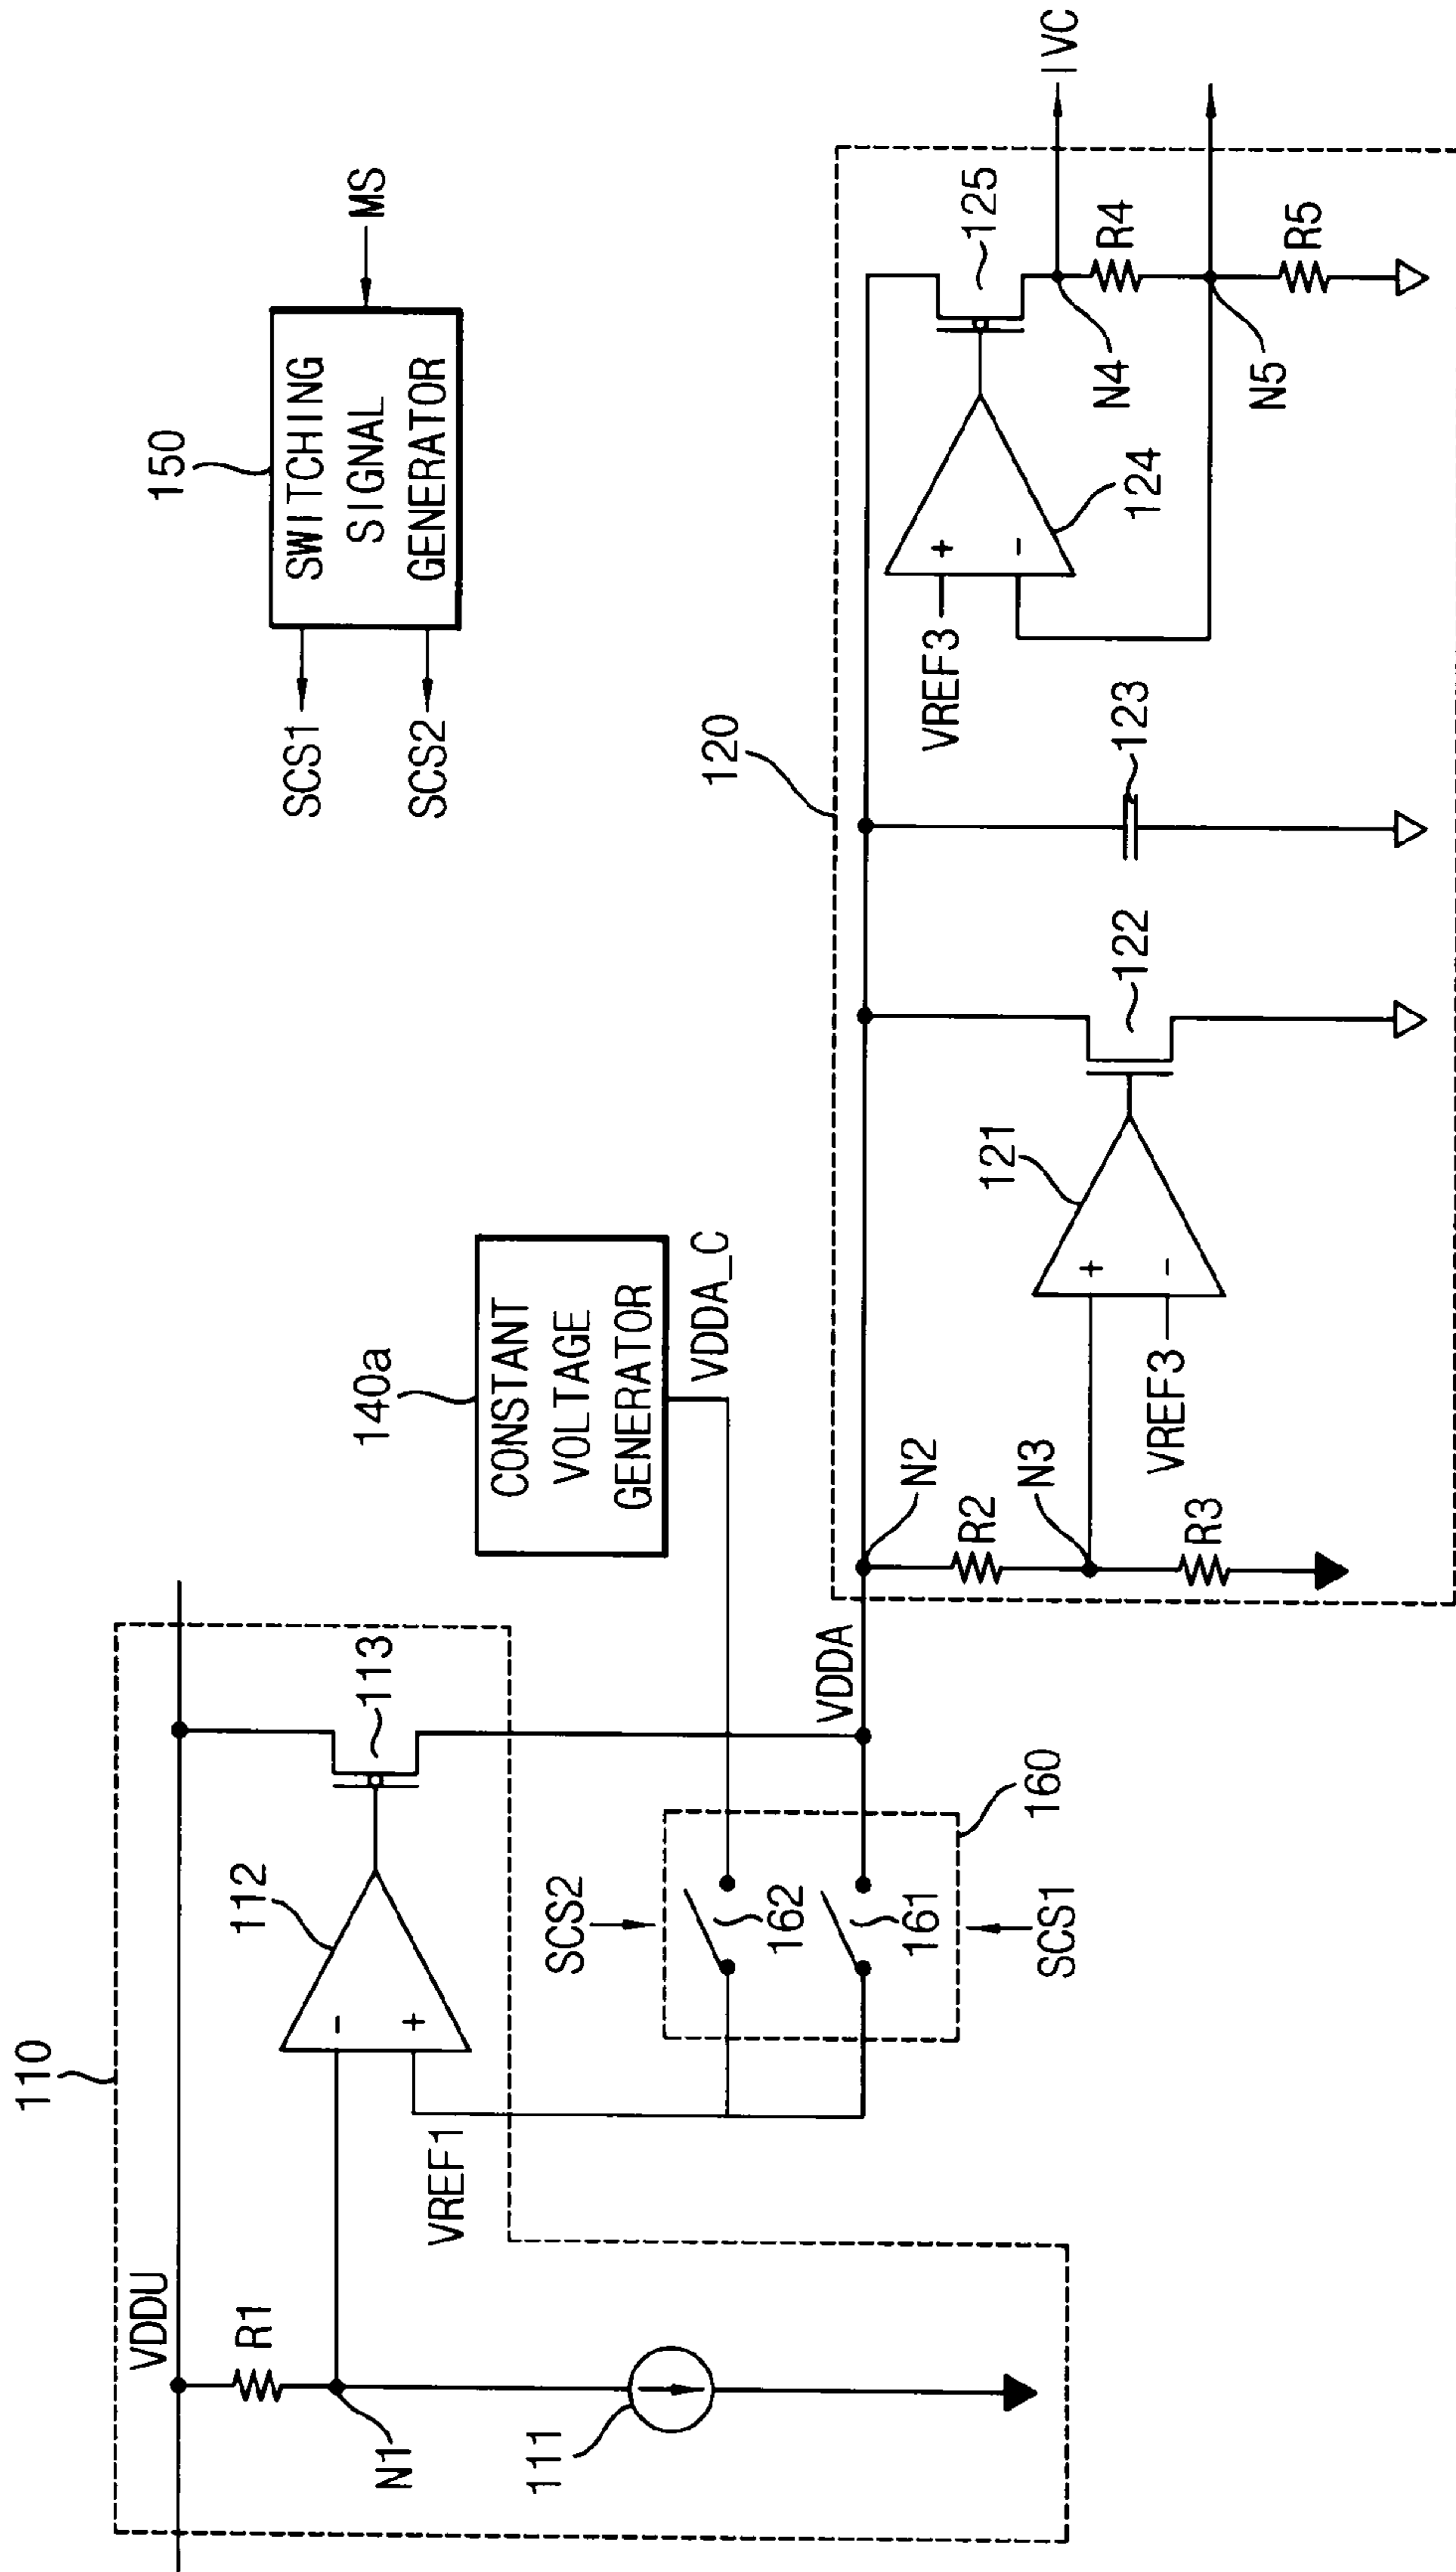 110
VDDU
R1
N1
111
112
-
+
VREF1
113
SCS2
162
161
SCS1
160
VDDA
140a
CONSTANT
VOLTAGE
GENERATOR
VDDA_C
150
SWITCHING
SIGNAL
GENERATOR
MS
SCS1
SCS2
120
N2
R2
N3
R3
121
+
-
VREF3
122
123
VREF3
+
-
124
125
N4
R4
N5
R5
IVC